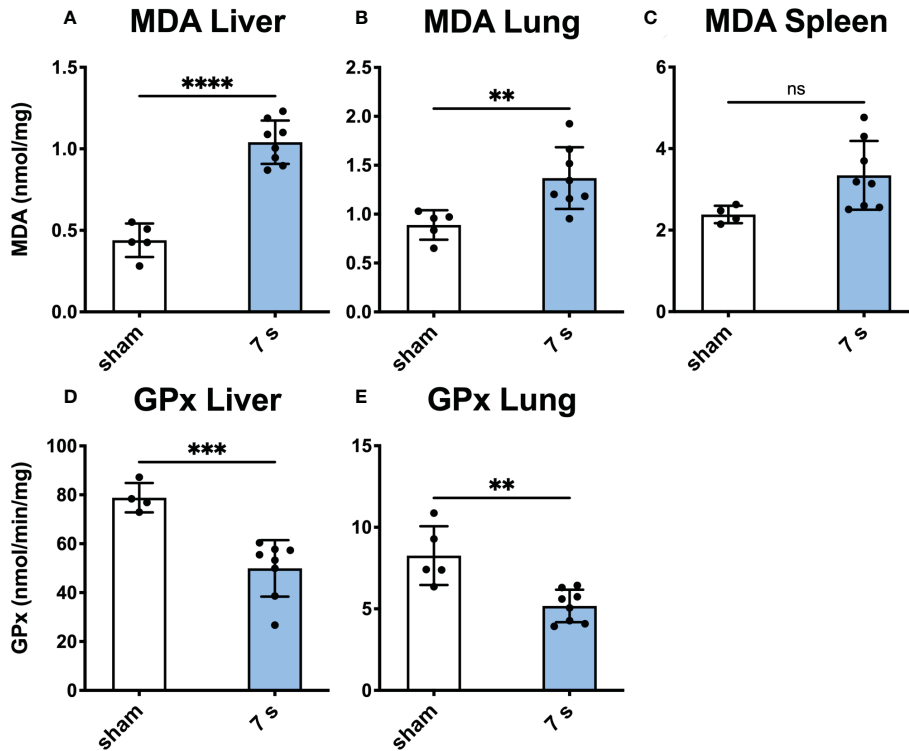 A MDA Liver
B MDA Lung
C MDA Spleen
MDA (nmol/mg)
1.5
1.0
0.5
0.0
****
sham
7 s
2.5
2.0
1.5
1.0
0.5
0.0
**
sham
7 s
6
4
2
0
ns
sham
7 s
D GPx Liver
E GPx Lung
GPx (nmol/min/mg)
100
80
60
40
20
0
***
sham
7 s
15
10
5
0
**
sham
7 s